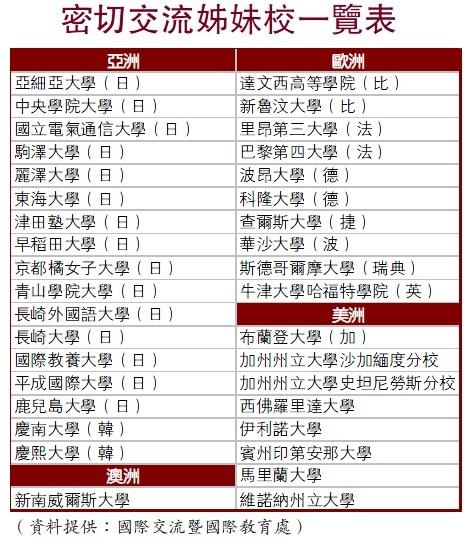 密切交流姊妹校一覽表
亞洲
亞細亞大學（日）
中央學院大學（日）
國立電氣通信大學（日）
駒澤大學（日）
麗澤大學（日）
東海大學（日）
津田塾大學（日）
早稻田大學（日）
京都橘女子大學（日）
青山學院大學（日）
長崎外國語大學（日）
長崎大學（日）
國際教養大學（日）
平成國際大學（日）
鹿兒島大學（日）
慶南大學（韓）
慶熙大學（韓）
澳洲
新南威爾斯大學
歐洲
達文西高等學院（比）
新魯汶大學（比）
里昂第三大學（法）
巴黎第四大學（法）
波昂大學（德）
科隆大學（德）
查爾斯大學（捷）
華沙大學（波）
斯德哥爾摩大學（瑞典）
牛津大學哈福特學院（英）
美洲
布蘭登大學（加）
加州州立大學沙加緬度分校
加州州立大學史坦尼勞斯分校
西佛羅里達大學
伊利諾大學
賓州印第安那大學
馬里蘭大學
維諾納州立大學
（資料提供：國際交流暨國際教育處）